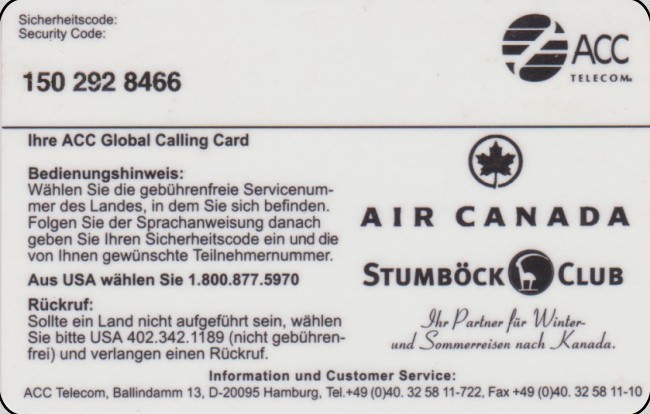 Sicherheitscode:
Security Code:
150 292 8466
ACC
TELECOM
Ihre ACC Global Calling Card
Bedienungshinweis:
Wählen Sie die gebührenfreie Servicenum-
mer des Landes, in dem Sie sich befinden.
Folgen Sie der Sprachanweisung danach
geben Sie Ihren Sicherheitscode ein und die
von Ihnen gewünschte Teilnehmernummer.
Aus USA wählen Sie 1.800.877.5970
Rückruf:
Sollte ein Land nicht aufgeführt sein, wählen
Sie bitte USA 402.342.1189 (nicht gebühren-
frei) und verlangen einen Rückruf.
AIR CANADA
STUMBÖCK CLUB
Ihr Partner für Winter-
und Sommerreisen nach Kanada.
Information und Customer Service:
ACC Telecom, Ballindamm 13, D-20095 Hamburg, Tel.+49 (0)40. 32 58 11-722, Fax +49 (0)40. 32 58 11-10